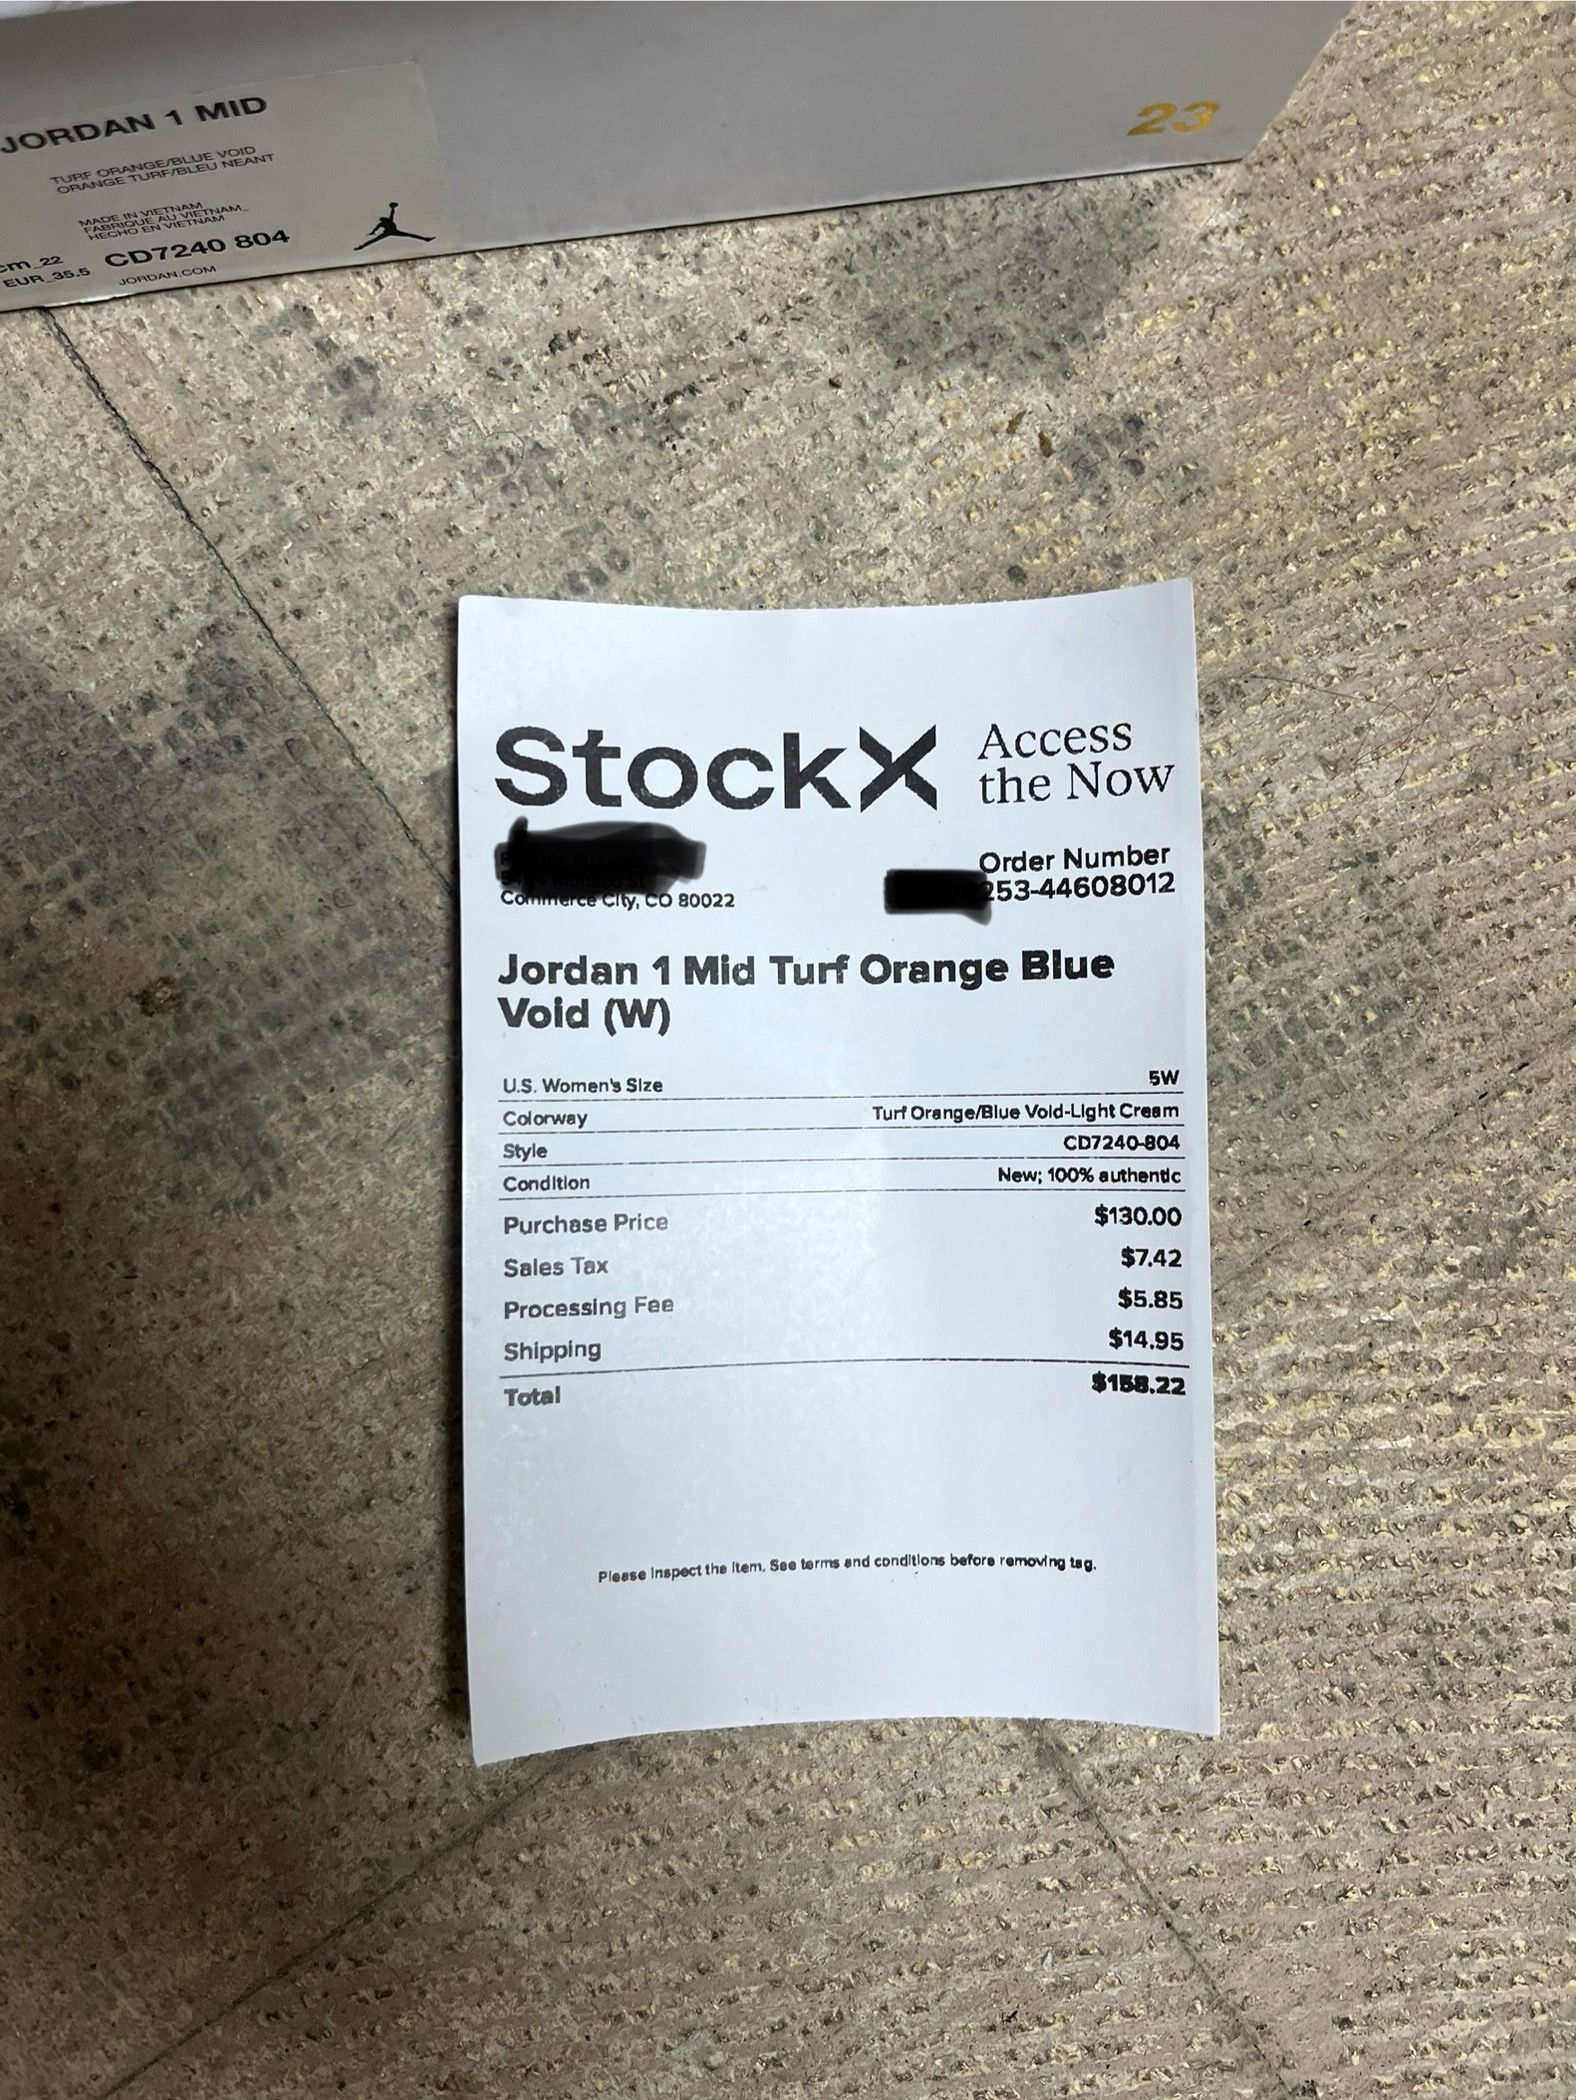 JORDAN 1 MID
23
TURF ORANGE/BLUE VOID
ORANGE TURF/BLEU NEANT
MADE IN VIETNAM
FABRIQUE AU VIETNAM
HECHO EN VIETNAM
cm 22
EUR 35.5
CD7240 804
JORDAN.COM
StockX
Access
the Now
Order Number
253-44608012
Commerce City, CO 80022
Jordan 1 Mid Turf Orange Blue
Void (W)
U.S. Women's Size 5W
Colorway Turf Orange/Blue Void-Light Cream
Style CD7240-804
Condition New; 100% authentic
Purchase Price $130.00
Sales Tax $7.42
Processing Fee $5.85
Shipping $14.95
Total $158.22
Please inspect the item. See terms and conditions before removing tag.